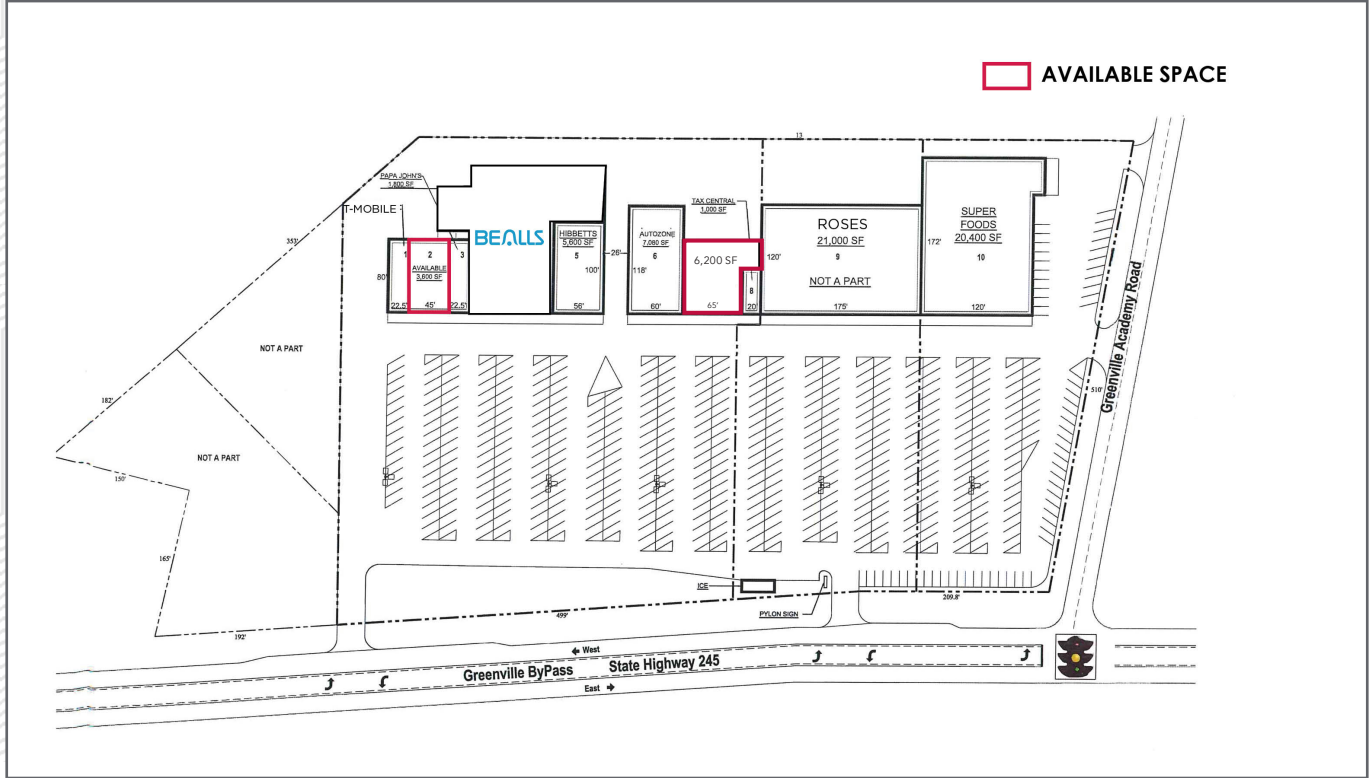 AVAILABLE SPACE
13
PAPA JOHN'S
1,800 SF
T-MOBILE
353'
BEALLS
HIBBETTS
5,600 SF
5
100'
56'
1
2
3
AVAILABLE
3,600 SF
80'
22.5'
45'
22.5'
26'
AUTOZONE
7,080 SF
6
118'
60'
TAX CENTRAL
1,000 SF
6,200 SF
65'
8
20'
120'
ROSES
21,000 SF
9
NOT A PART
175'
172'
SUPER
FOODS
20,400 SF
10
120'
NOT A PART
NOT A PART
182'
150'
165'
192'
499'
209.8'
510'
Greenville Academy Road
ICE
PYLON SIGN
West
Greenville ByPass State Highway 245
East